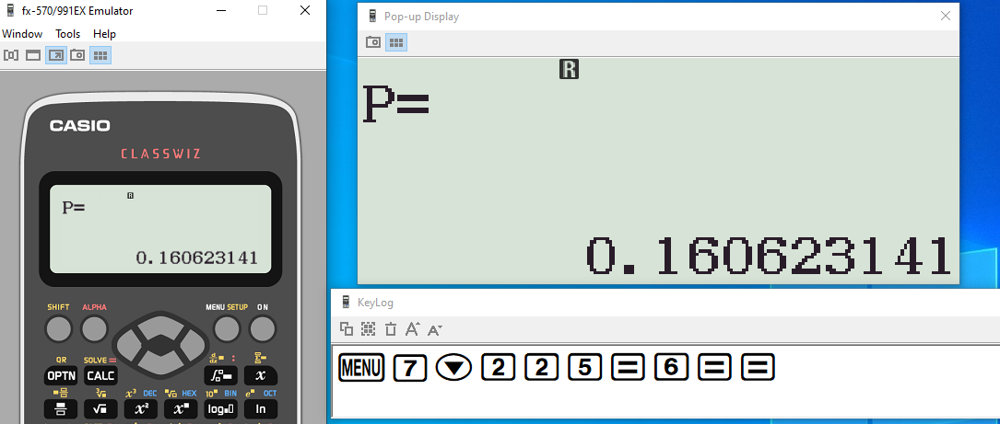 fx-570/991EX Emulator
Window Tools Help
CASIO
CLASSWIZ
R
P=
0.160623141
SHIFT ALPHA MENU SETUP ON
QR SOLVE =
OPTN CALC x
DEC HEX BIN OCT
x² log ln
Pop-up Display
R
P=
0.160623141
KeyLog
MENU 7 ▼ 2 2 5 = 6 = =